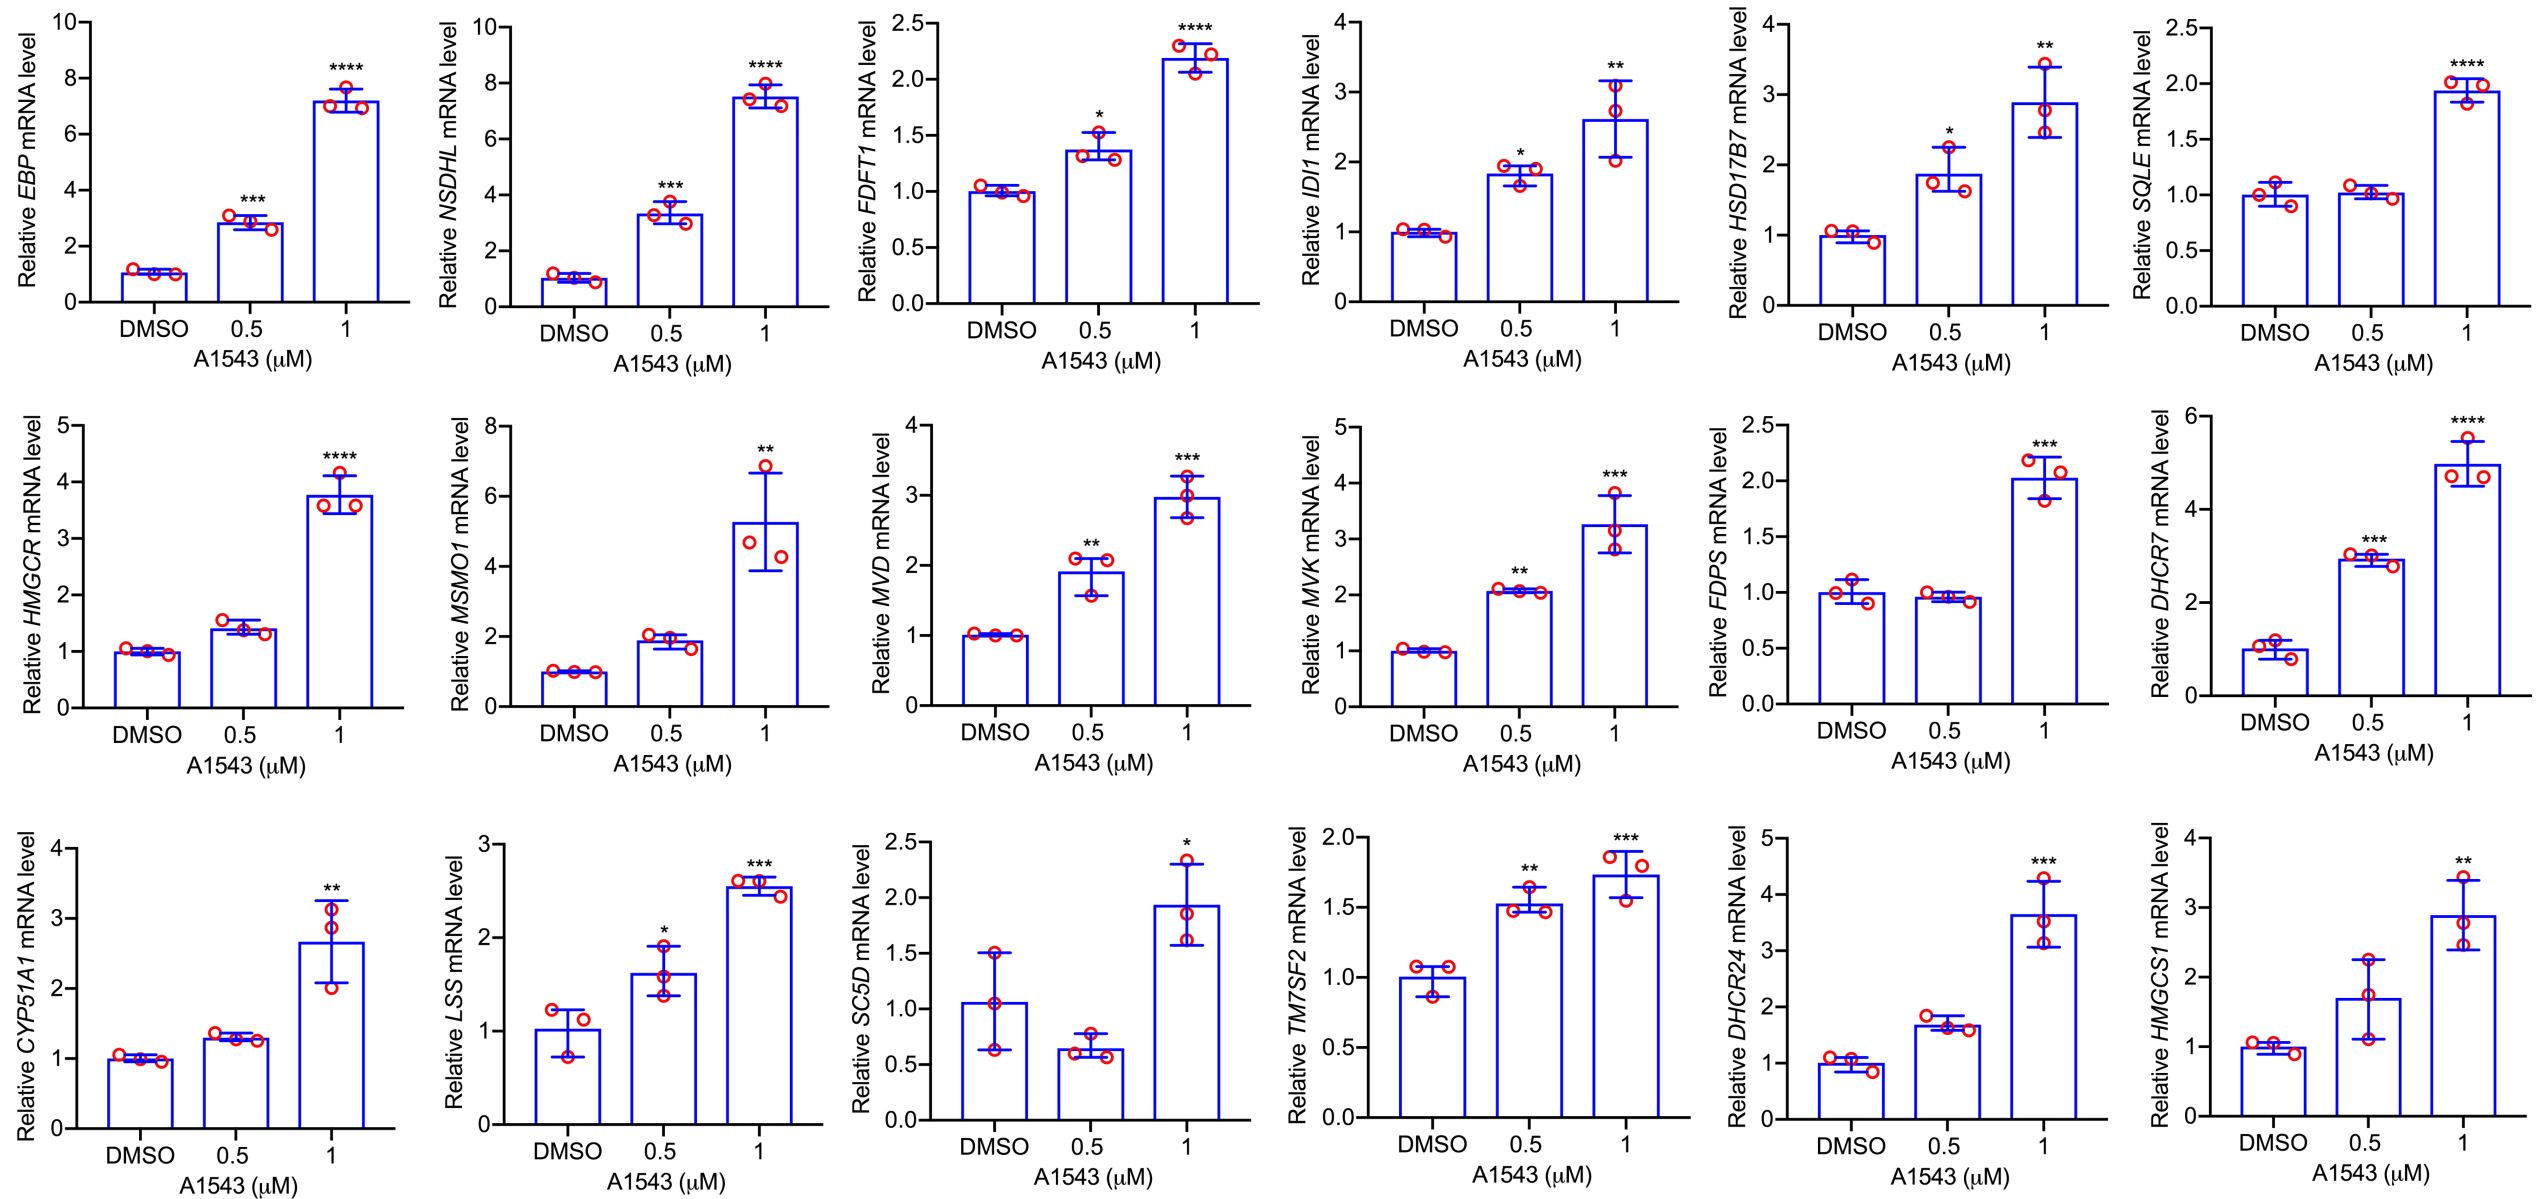 Relative EBP mRNA level
10
8
6
4
2
0
***
****
DMSO 0.5 1
A1543 (μM)
Relative NSDHL mRNA level
10
8
6
4
2
0
***
****
DMSO 0.5 1
A1543 (μM)
Relative FDFT1 mRNA level
2.5
2.0
1.5
1.0
0.5
0.0
*
****
DMSO 0.5 1
A1543 (μM)
Relative IDI1 mRNA level
4
3
2
1
0
*
**
DMSO 0.5 1
A1543 (μM)
Relative HSD17B7 mRNA level
4
3
2
1
0
*
**
DMSO 0.5 1
A1543 (μM)
Relative SQLE mRNA level
2.5
2.0
1.5
1.0
0.5
0.0
****
DMSO 0.5 1
A1543 (μM)
Relative HMGCR mRNA level
5
4
3
2
1
0
****
DMSO 0.5 1
A1543 (μM)
Relative MSMO1 mRNA level
8
6
4
2
0
**
DMSO 0.5 1
A1543 (μM)
Relative MVD mRNA level
4
3
2
1
0
**
***
DMSO 0.5 1
A1543 (μM)
Relative MVK mRNA level
5
4
3
2
1
0
**
***
DMSO 0.5 1
A1543 (μM)
Relative FDPS mRNA level
2.5
2.0
1.5
1.0
0.5
0.0
***
DMSO 0.5 1
A1543 (μM)
Relative DHCR7 mRNA level
6
4
2
0
***
****
DMSO 0.5 1
A1543 (μM)
Relative CYP51A1 mRNA level
4
3
2
1
0
**
DMSO 0.5 1
A1543 (μM)
Relative LSS mRNA level
3
2
1
0
*
***
DMSO 0.5 1
A1543 (μM)
Relative SC5D mRNA level
2.5
2.0
1.5
1.0
0.5
0.0
*
DMSO 0.5 1
A1543 (μM)
Relative TM7SF2 mRNA level
2.0
1.5
1.0
0.5
0.0
**
***
DMSO 0.5 1
A1543 (μM)
Relative DHCR24 mRNA level
5
4
3
2
1
0
***
DMSO 0.5 1
A1543 (μM)
Relative HMGCS1 mRNA level
4
3
2
1
0
**
DMSO 0.5 1
A1543 (μM)